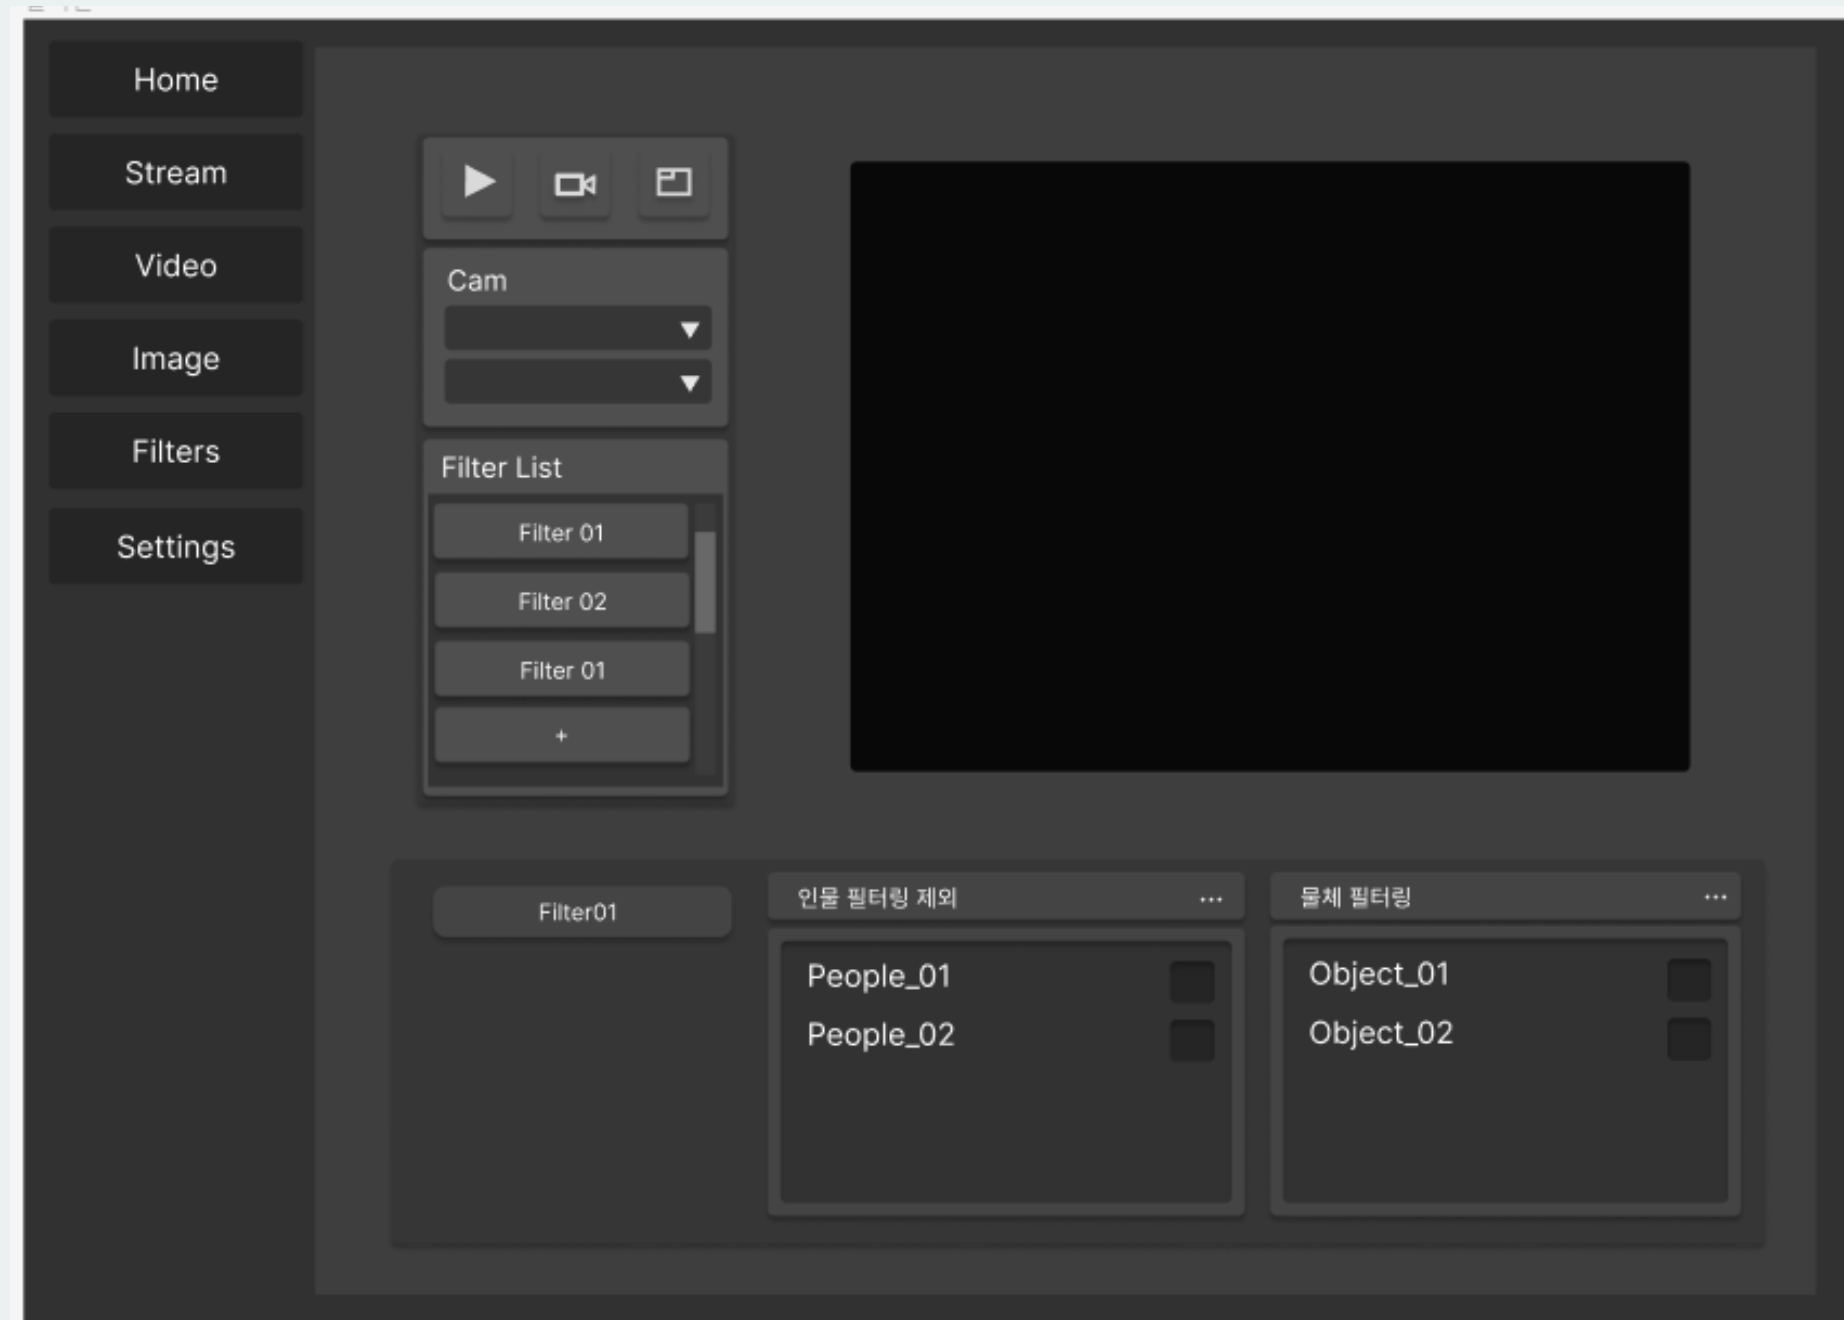 Home
Stream
Video
Image
Filters
Settings
Cam
Filter List
Filter 01
Filter 02
Filter 01
+
Filter01
인물 필터링 제외 ...
People_01
People_02
물체 필터링 ...
Object_01
Object_02